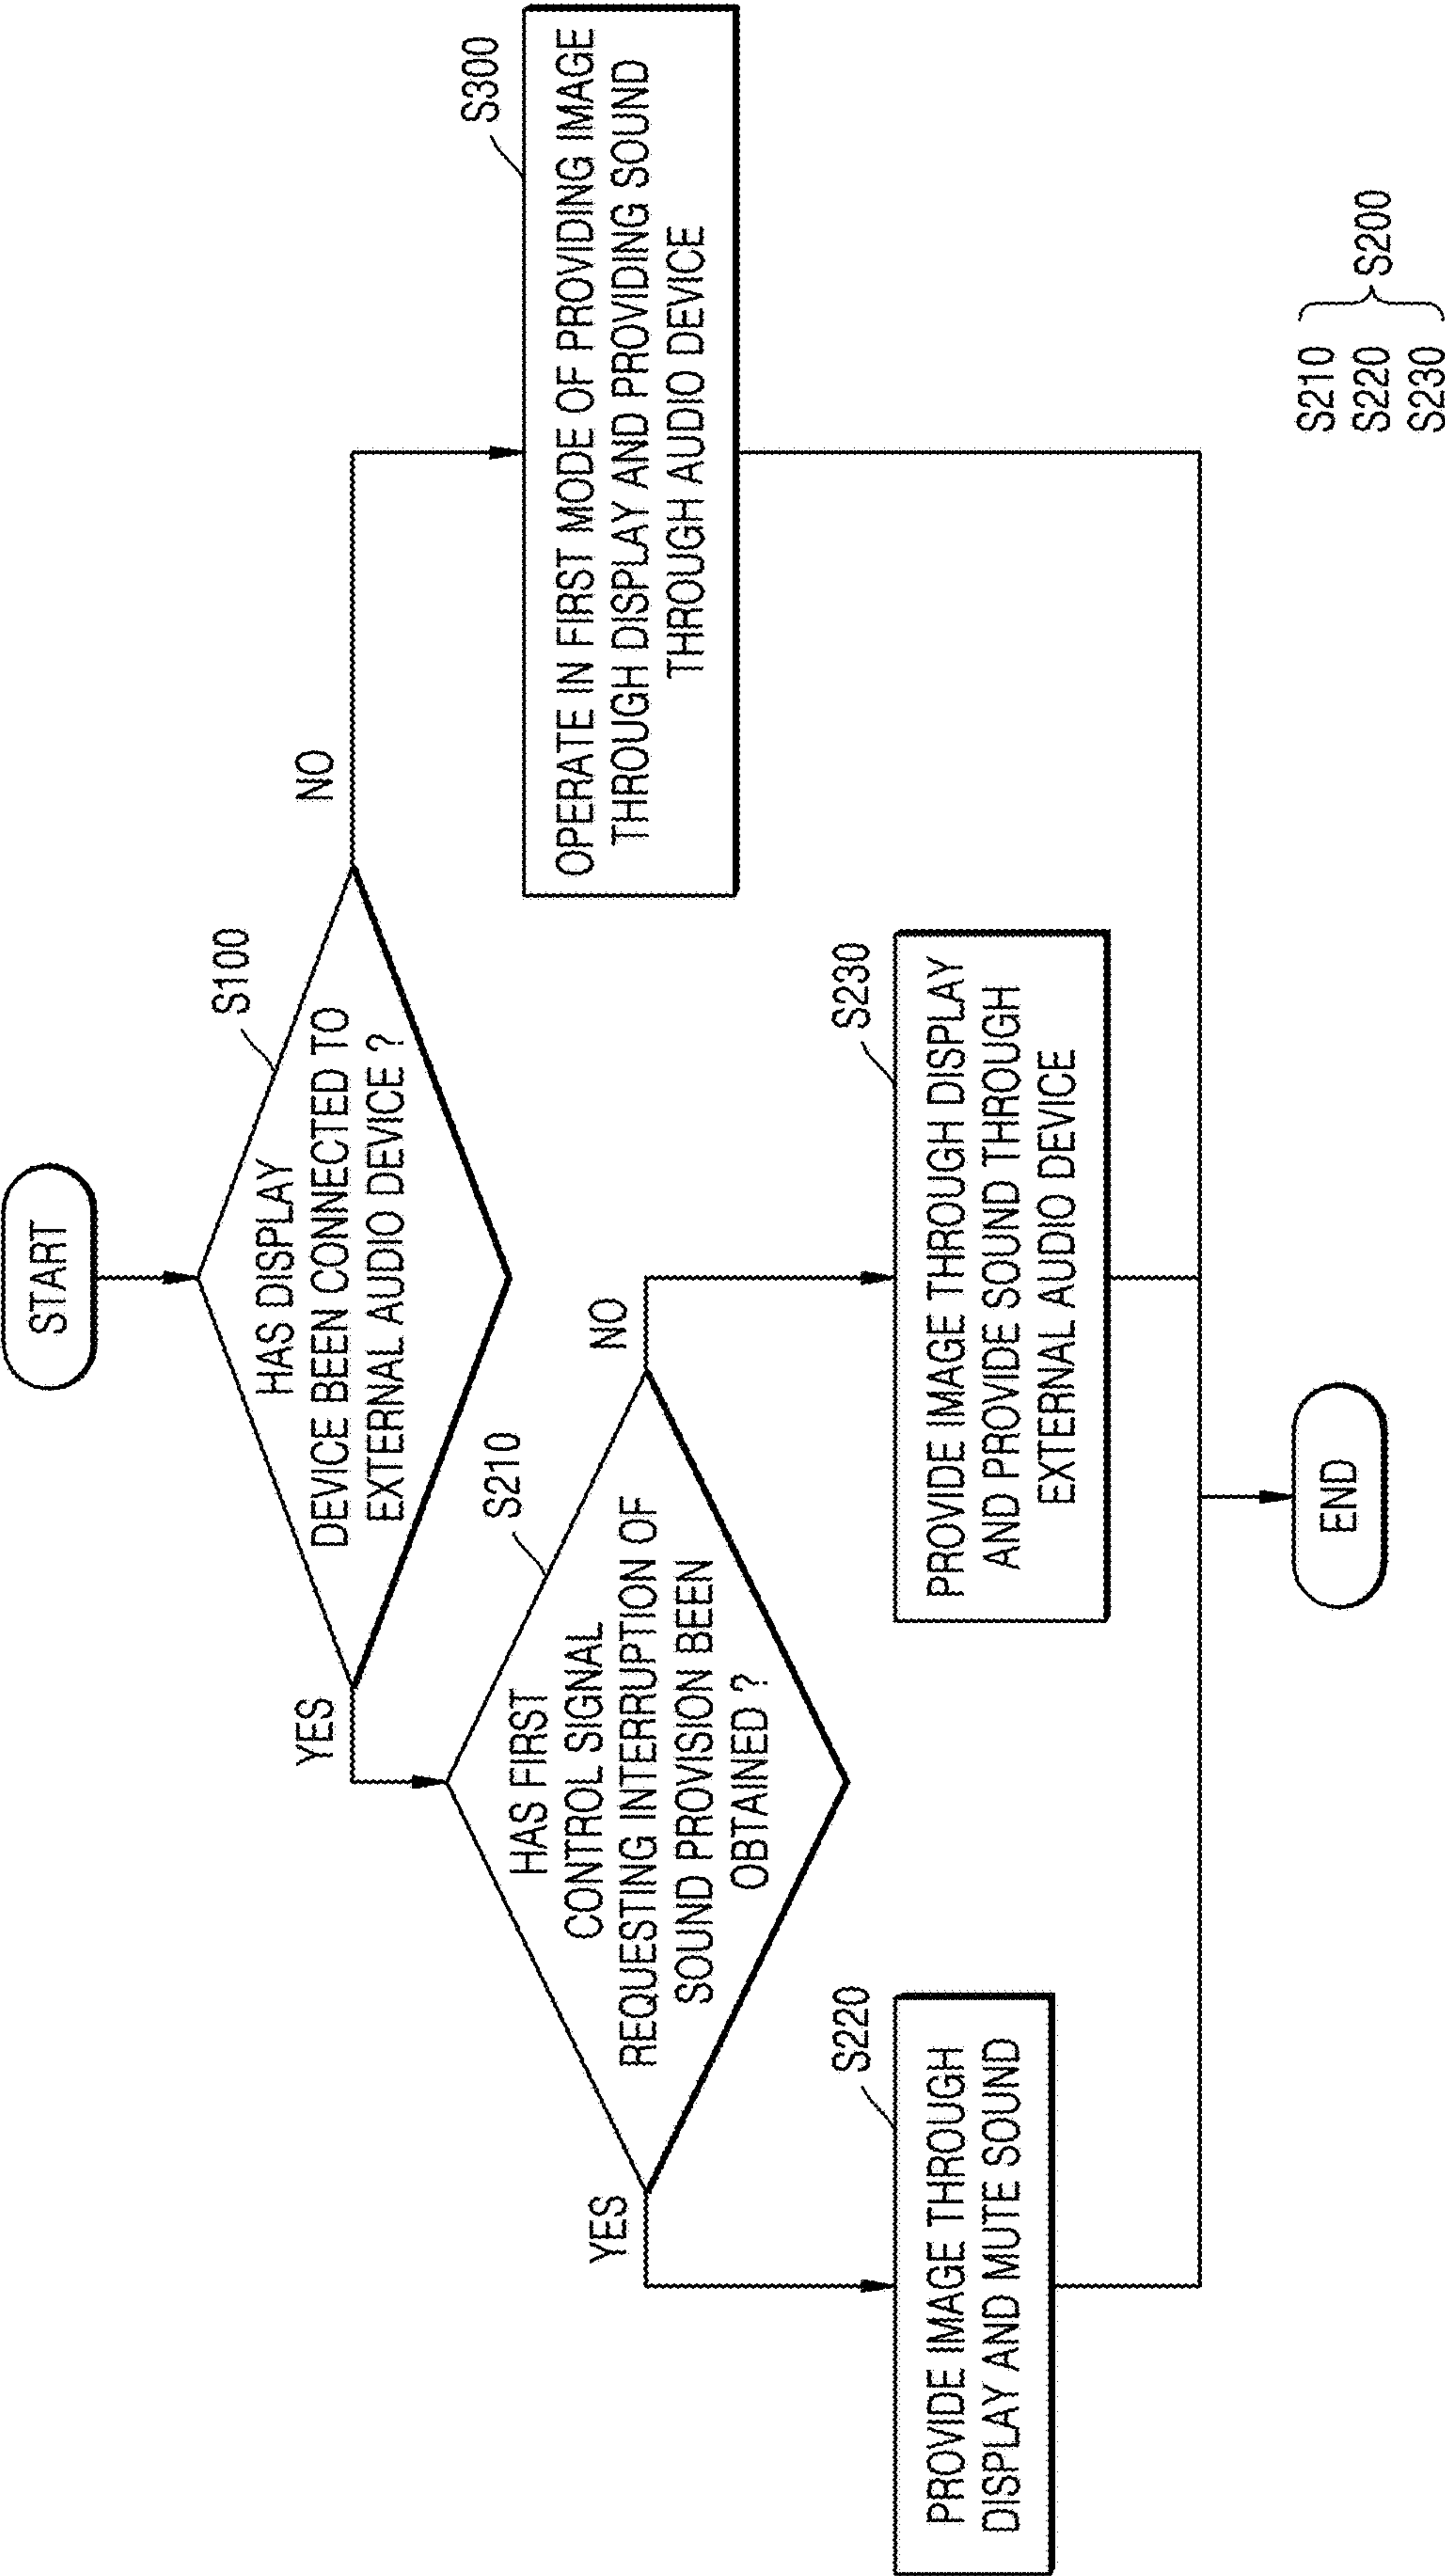 START
S100
HAS DISPLAY
DEVICE BEEN CONNECTED TO
EXTERNAL AUDIO DEVICE ?
YES
NO
S210
HAS FIRST
CONTROL SIGNAL
REQUESTING INTERRUPTION OF
SOUND PROVISION BEEN
OBTAINED ?
YES
NO
S300
OPERATE IN FIRST MODE OF PROVIDING IMAGE
THROUGH DISPLAY AND PROVIDING SOUND
THROUGH AUDIO DEVICE
S220
PROVIDE IMAGE THROUGH
DISPLAY AND MUTE SOUND
S230
PROVIDE IMAGE THROUGH DISPLAY
AND PROVIDE SOUND THROUGH
EXTERNAL AUDIO DEVICE
END
S210
S220
S230
S200